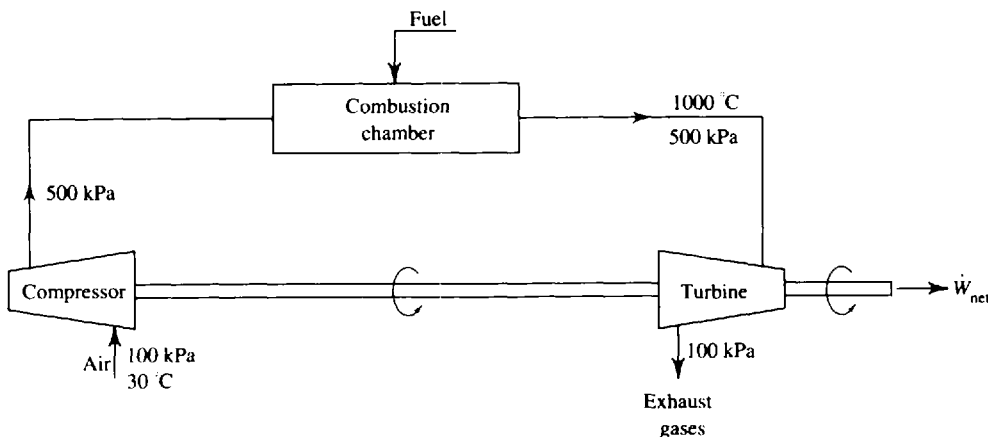 Fuel
Combustion
chamber
1000 °C
500 kPa
500 kPa
Compressor
Turbine
Ẇnet
Air
100 kPa
30 °C
100 kPa
Exhaust
gases